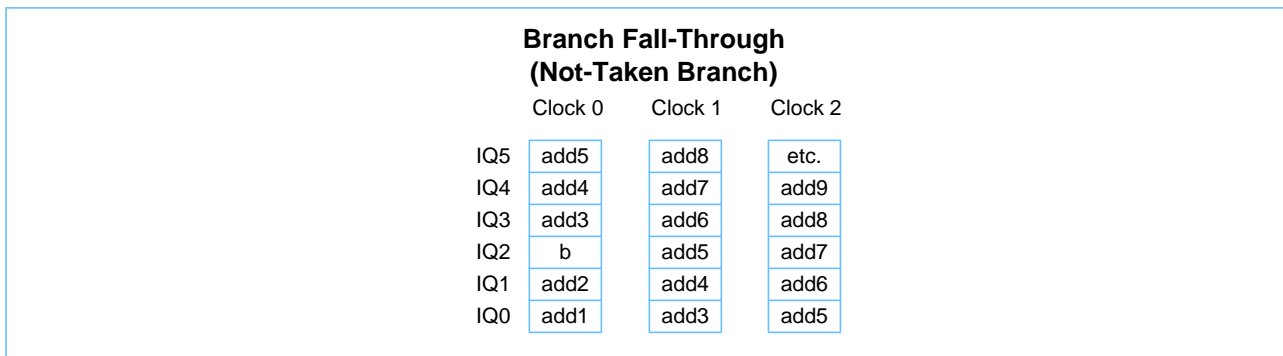 Branch Fall-Through
(Not-Taken Branch)
Clock 0 Clock 1 Clock 2
IQ5 add5 add8 etc.
IQ4 add4 add7 add9
IQ3 add3 add6 add8
IQ2 b add5 add7
IQ1 add2 add4 add6
IQ0 add1 add3 add5